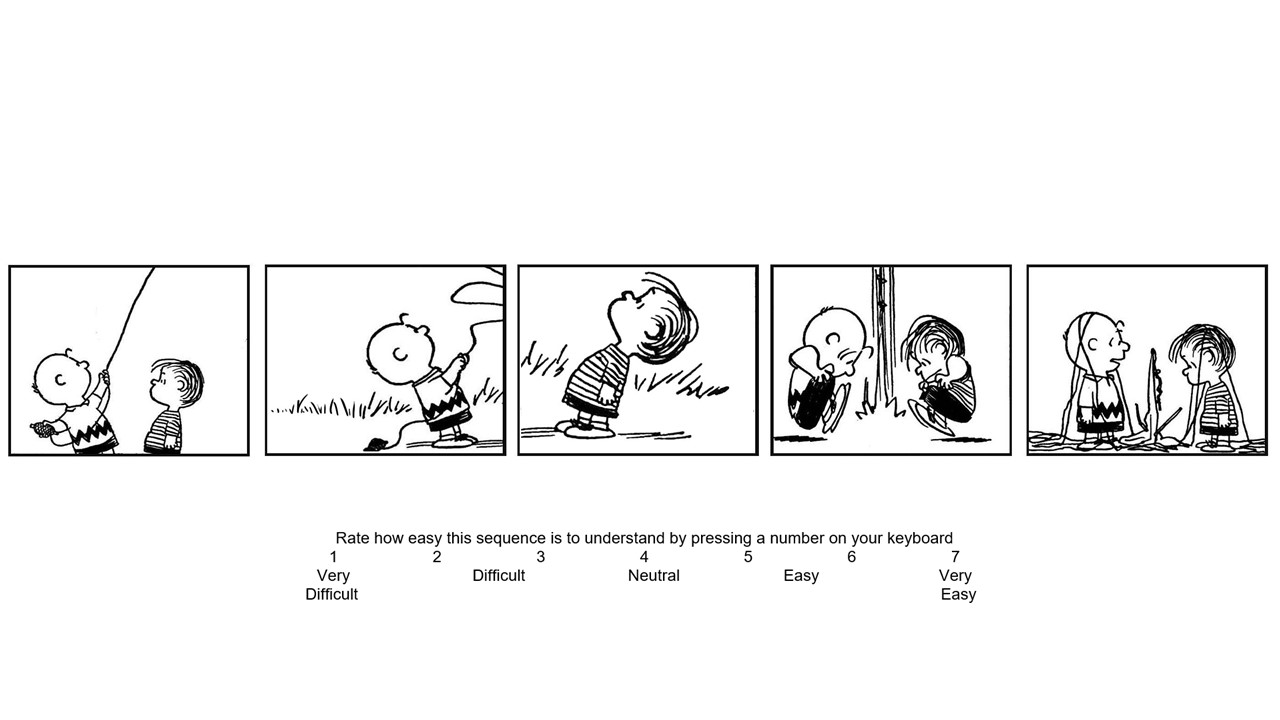 Rate how easy this sequence is to understand by pressing a number on your keyboard
1 2 3 4 5 6 7
Very Difficult Neutral Easy Very
Difficult Easy